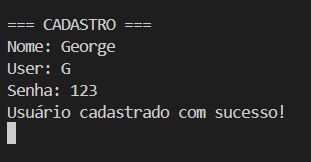 === CADASTRO ===
Nome: George
User: G
Senha: 123
Usuário cadastrado com sucesso!